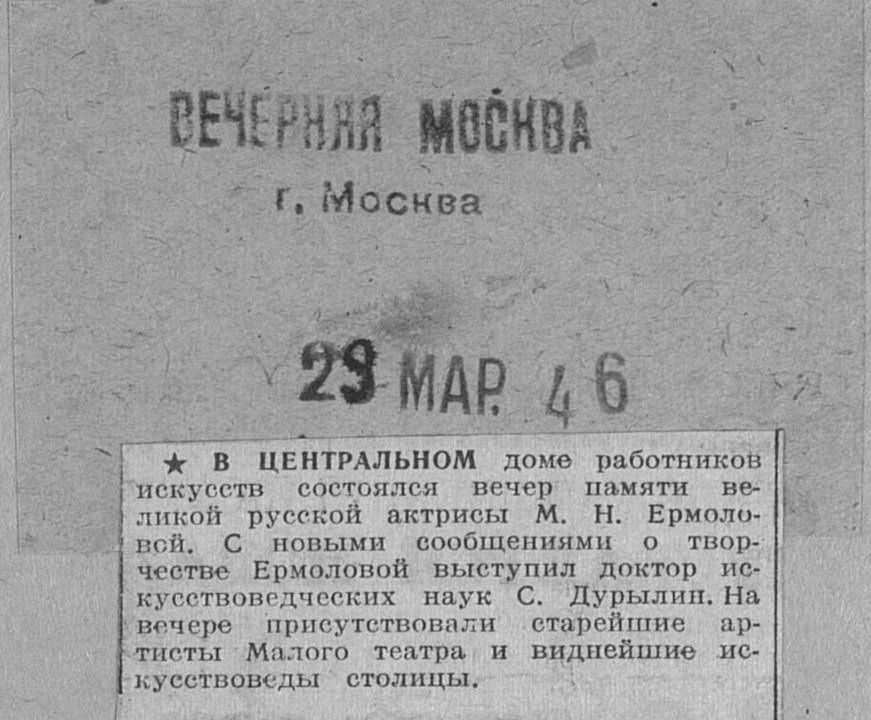 ВЕЧЕРНЯЯ МОСКВА
г. Москва
29 МАР. 46
★ В ЦЕНТРАЛЬНОМ доме работников
искусств состоялся вечер памяти ве-
ликой русской актрисы М. Н. Ермоло-
вой. С новыми сообщениями о твор-
честве Ермоловой выступил доктор ис-
кусствоведческих наук С. Дурылин. На
вечере присутствовали старейшие ар-
тисты Малого театра и виднейшие ис-
кусствоведы столицы.